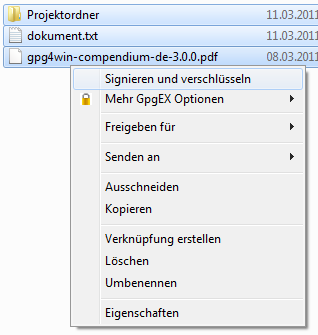 Projektordner 11.03.2011
dokument.txt 11.03.2011
gpg4win-compendium-de-3.0.0.pdf 08.03.2011
Signieren und verschlüsseln
Mehr GpgEX Optionen
Freigeben für
Senden an
Ausschneiden
Kopieren
Verknüpfung erstellen
Löschen
Umbenennen
Eigenschaften